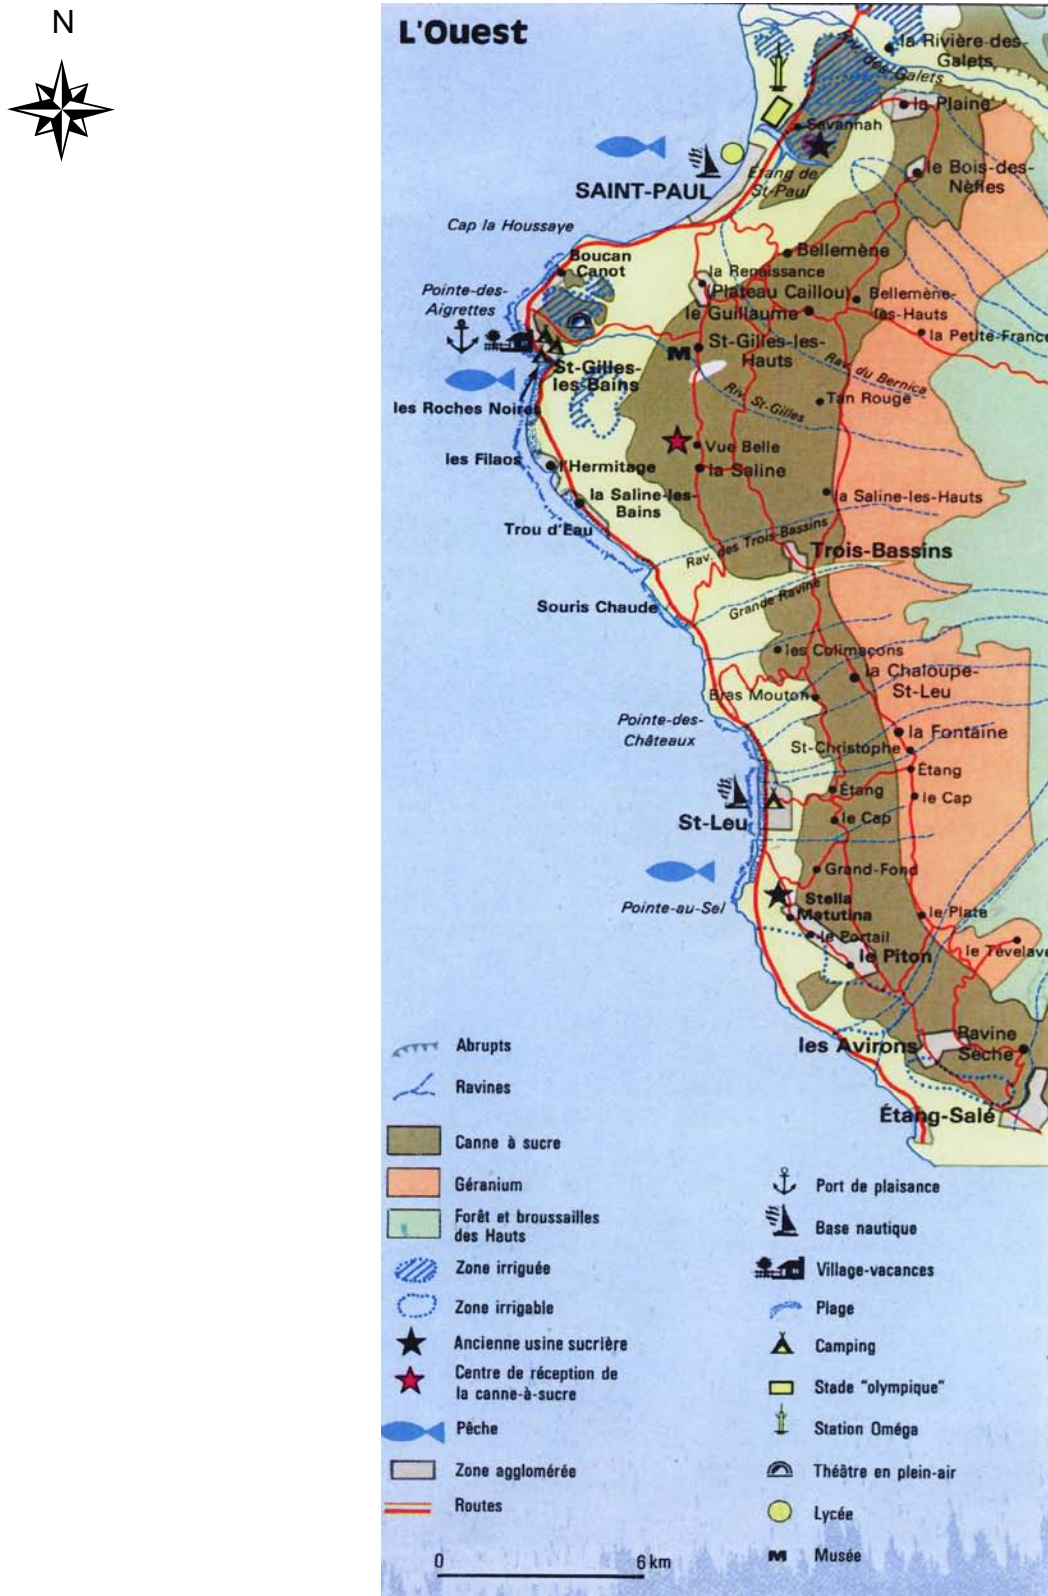 N
L'Ouest
la Rivière-des-
Galets
Riv. des Galets
la Plaine
Savannah
le Bois-des-
Nèfles
Étang de
St-Paul
SAINT-PAUL
Cap la Houssaye
Boucan
Canot
Bellemène
la Renaissance
(Plateau Caillou)
Bellemène-
les-Hauts
Pointe-des-
Aigrettes
le Guillaume
la Petite-France
St-Gilles-les-
Hauts
M
St-Gilles-
les-Bains
Rav. du Bernica
Riv. St-Gilles
Tan Rouge
les Roches Noires
Vue Belle
les Filaos
l'Hermitage
la Saline
la Saline-les-
Bains
la Saline-les-Hauts
Trou d'Eau
Rav. des Trois-Bassins
Trois-Bassins
Souris Chaude
Grande Ravine
les Colimaçons
la Chaloupe-
St-Leu
Bras Mouton
Pointe-des-
Châteaux
la Fontaine
St-Christophe
Étang
Étang
le Cap
St-Leu
le Cap
Grand-Fond
Pointe-au-Sel
Stella
Matutina
le Plate
le Portail
le Tévelave
le Piton
les Avirons
Ravine
Sèche
Étang-Salé
Abrupts
Ravines
Canne à sucre
Géranium
Forêt et broussailles
des Hauts
Zone irriguée
Zone irrigable
Ancienne usine sucrière
Centre de réception de
la canne-à-sucre
Pêche
Zone agglomérée
Routes
Port de plaisance
Base nautique
Village-vacances
Plage
Camping
Stade "olympique"
Station Oméga
Théâtre en plein-air
Lycée
M Musée
0 6 km